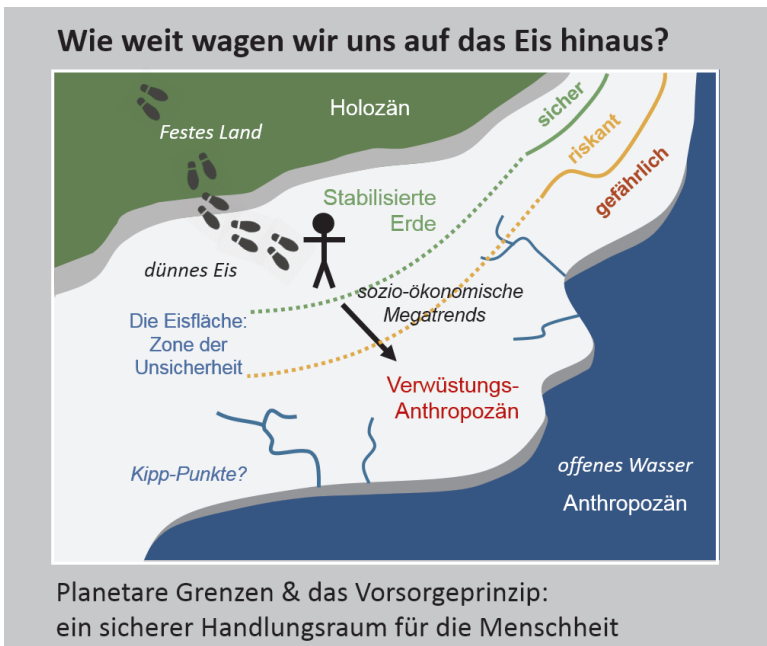 Wie weit wagen wir uns auf das Eis hinaus?
Holozän
Festes Land
sicher
riskant
gefährlich
Stabilisierte
Erde
dünnes Eis
sozio-ökonomische
Megatrends
Die Eisfläche:
Zone der
Unsicherheit
Verwüstungs-
Anthropozän
Kipp-Punkte?
offenes Wasser
Anthropozän
Planetare Grenzen & das Vorsorgeprinzip:
ein sicherer Handlungsraum für die Menschheit